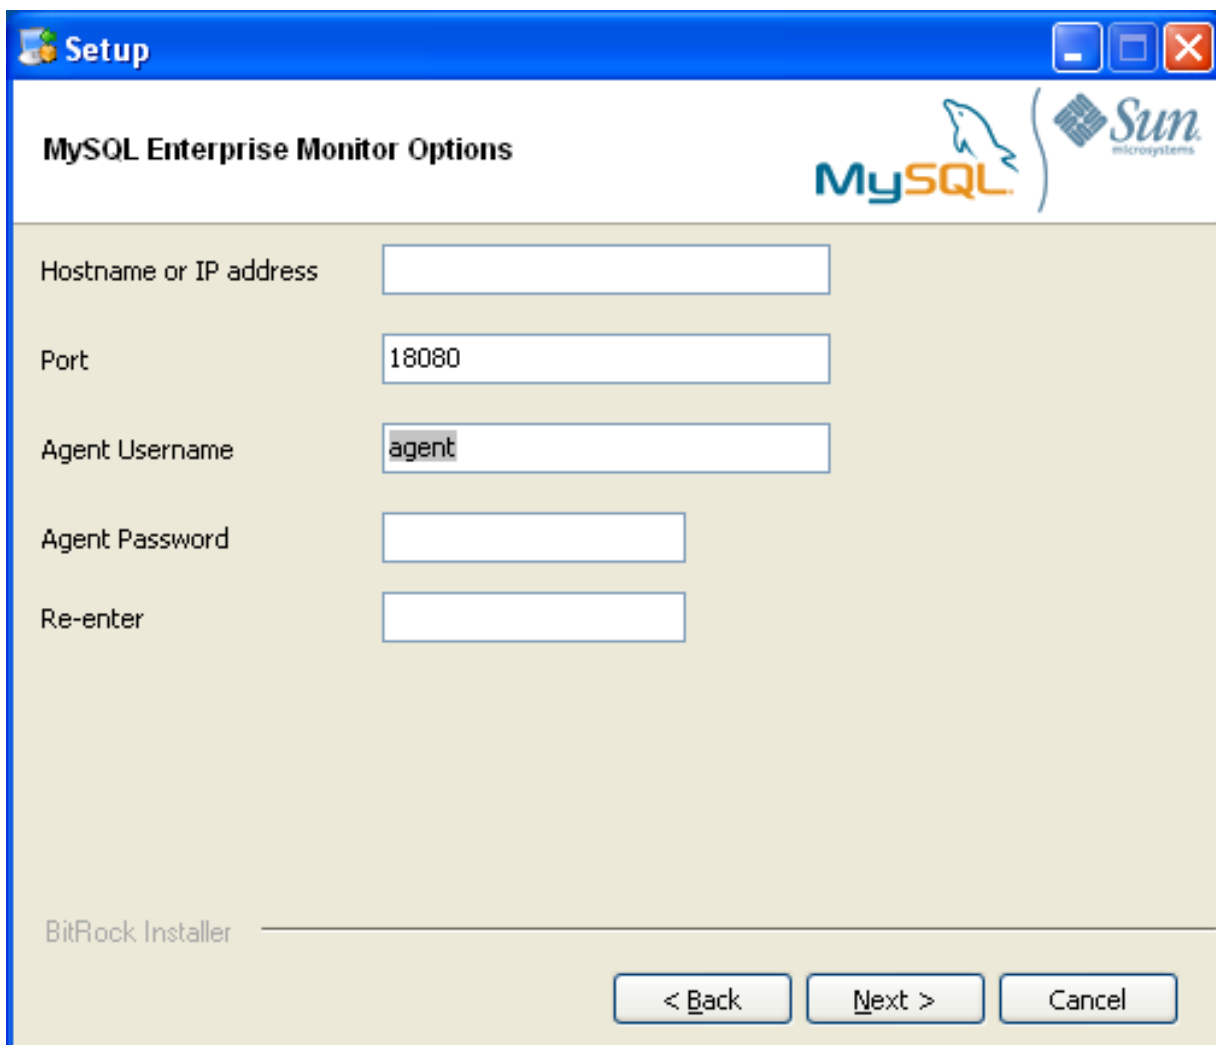 Setup
MySQL Enterprise Monitor Options
MySQL.
Sun
microsystems
Hostname or IP address
Port
18080
Agent Username
agent
Agent Password
Re-enter
BitRock Installer
< Back
Next >
Cancel